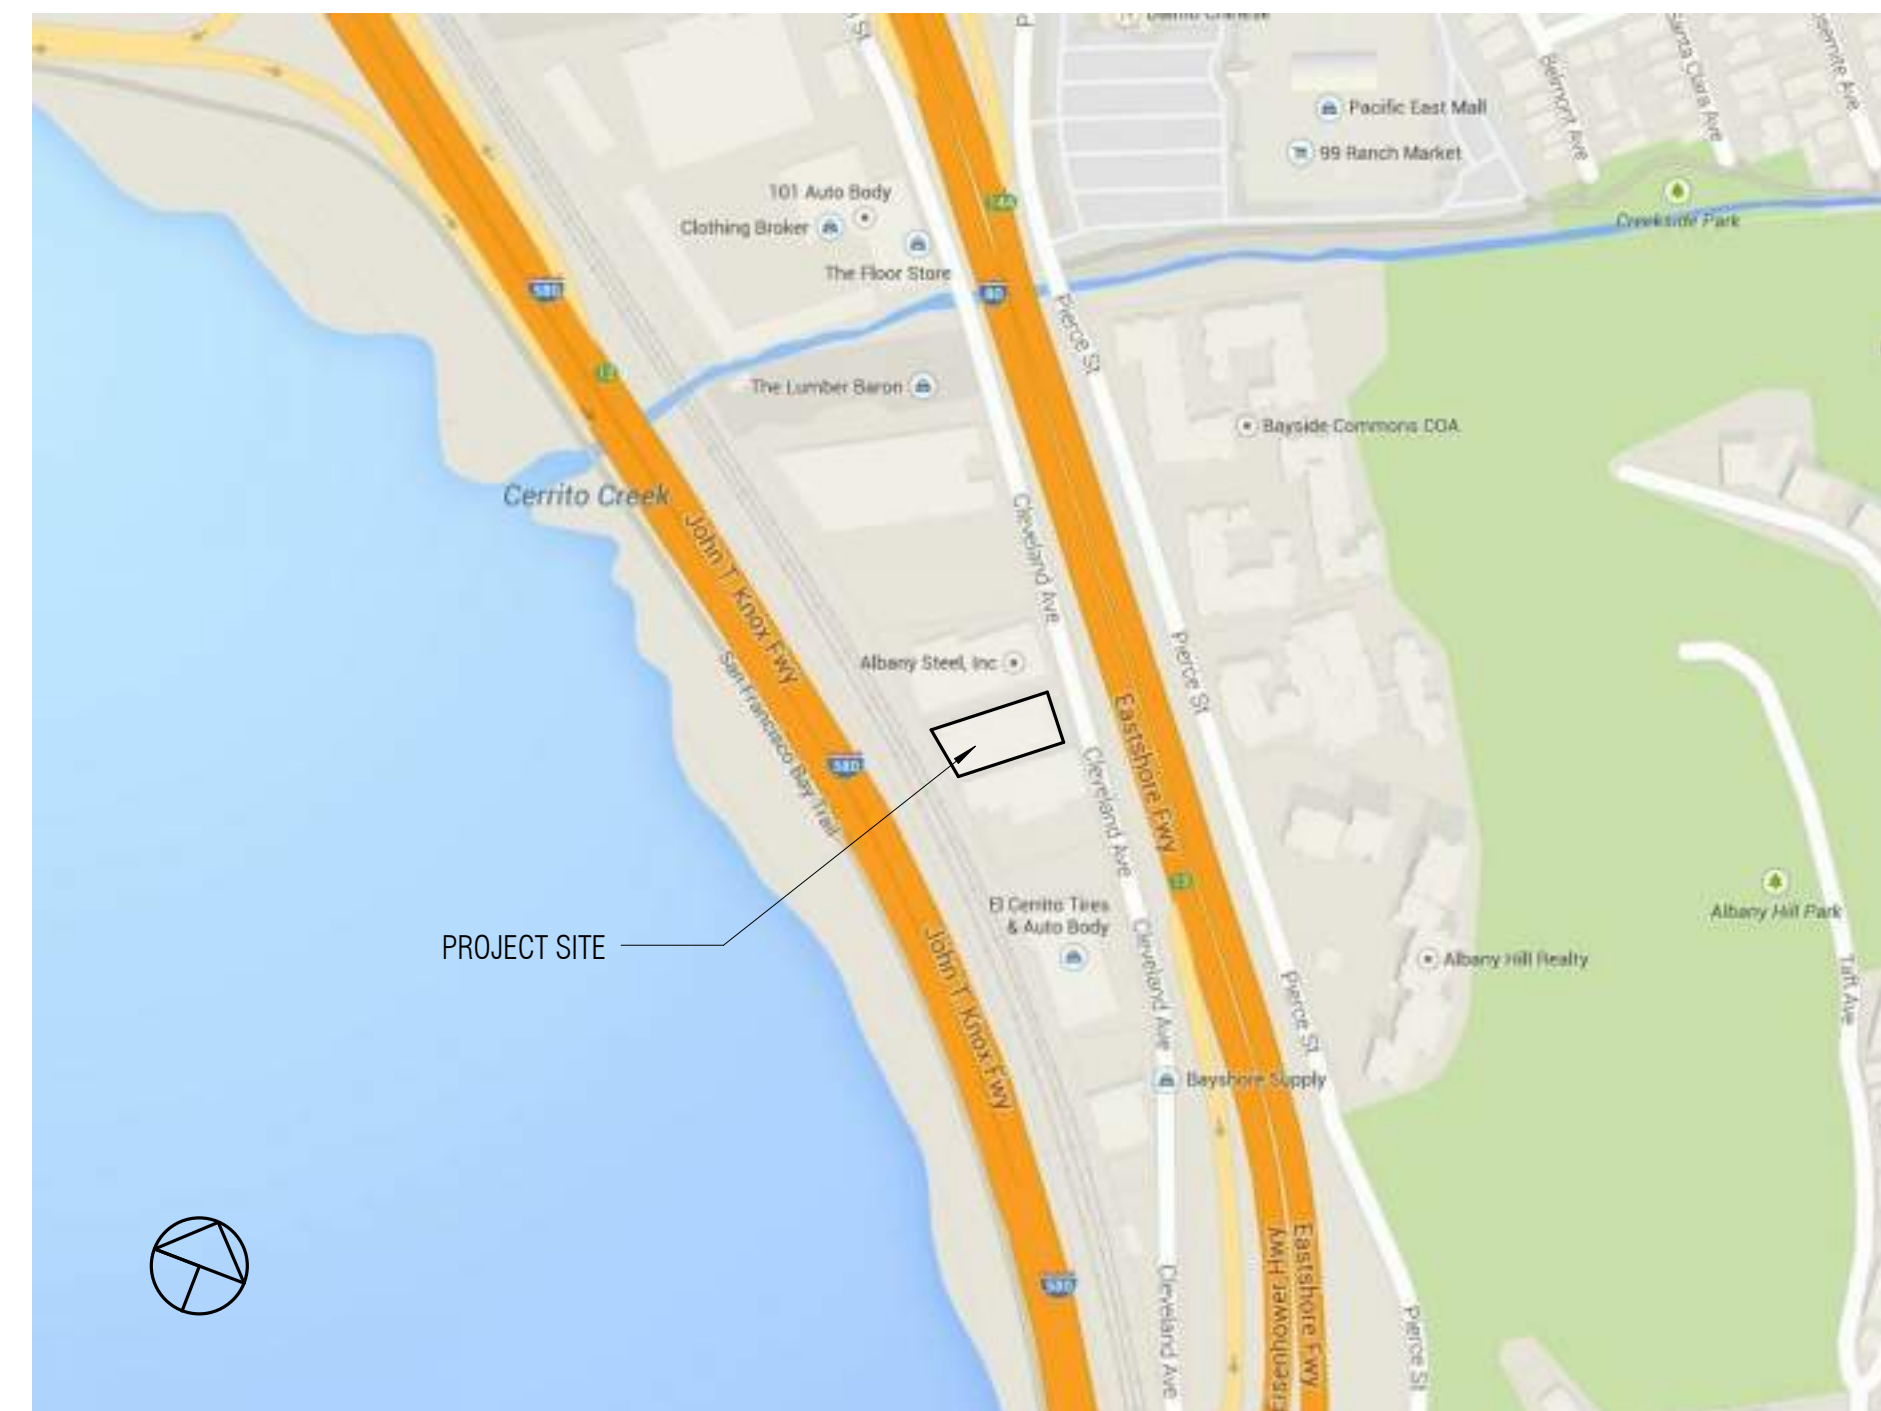 Pacific East Mall
99 Ranch Market
Belmont Ave
Santa Clara Ave
Creekside Park
101 Auto Body
Clothing Broker
The Floor Store
580
80
Pierce St
The Lumber Baron
Bayside Commons COA
Cerrito Creek
John T. Knox Fwy
Cleveland Ave
Albany Steel, Inc
Pierce St
San Francisco Bay Trail
Eastshore Fwy
580
Cleveland Ave
El Cerrito Tires
& Auto Body
Cleveland Ave
Albany Hill Park
PROJECT SITE
John T. Knox Fwy
Albany Hill Realty
Taft Ave
Pierce St
Bayshore Supply
580
Cleveland Ave
Eisenhower Hwy
Eastshore Fwy
Pierce St